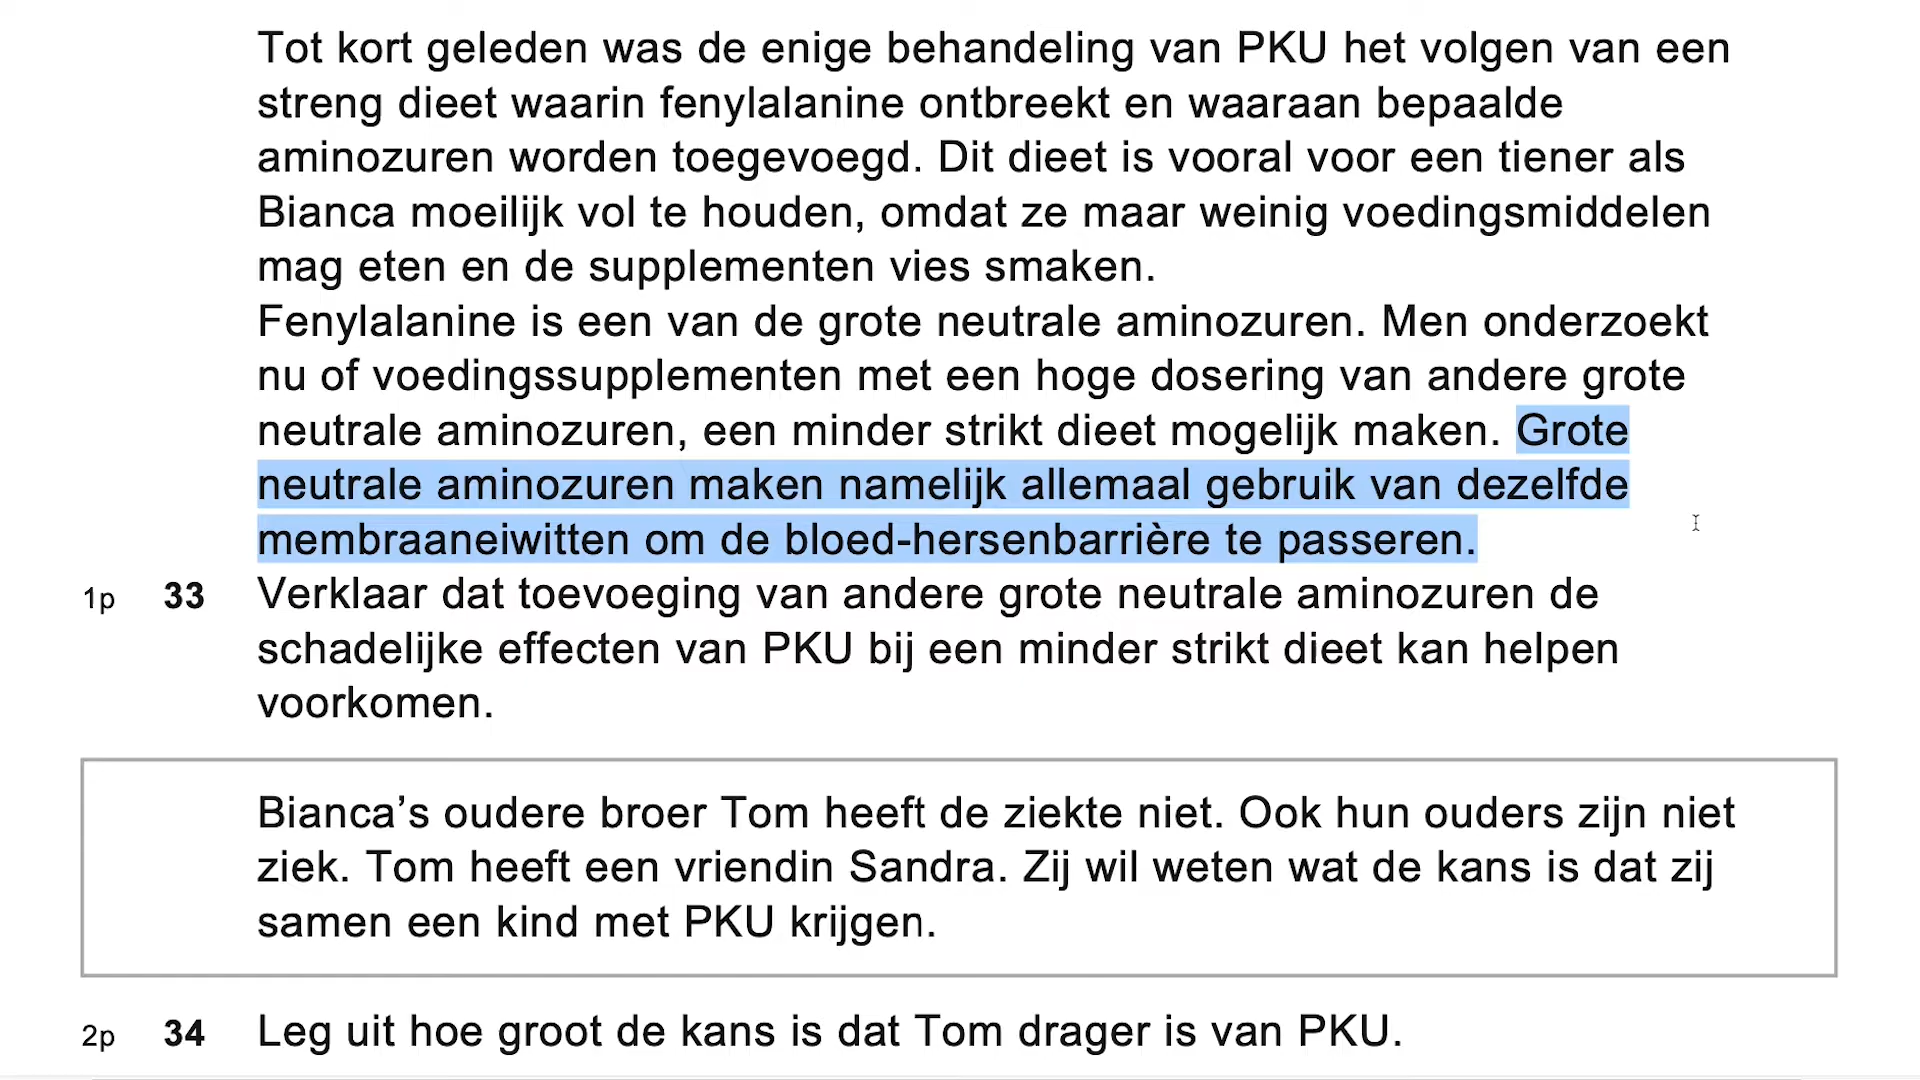 Tot kort geleden was de enige behandeling van PKU het volgen van een
streng dieet waarin fenylalanine ontbreekt en waaraan bepaalde
aminozuren worden toegevoegd. Dit dieet is vooral voor een tiener als
Bianca moeilijk vol te houden, omdat ze maar weinig voedingsmiddelen
mag eten en de supplementen vies smaken.
Fenylalanine is een van de grote neutrale aminozuren. Men onderzoekt
nu of voedingssupplementen met een hoge dosering van andere grote
neutrale aminozuren, een minder strikt dieet mogelijk maken. Grote
neutrale aminozuren maken namelijk allemaal gebruik van dezelfde
membraaneiwitten om de bloed-hersenbarrière te passeren.
1p 33 Verklaar dat toevoeging van andere grote neutrale aminozuren de
schadelijke effecten van PKU bij een minder strikt dieet kan helpen
voorkomen.
Bianca’s oudere broer Tom heeft de ziekte niet. Ook hun ouders zijn niet
ziek. Tom heeft een vriendin Sandra. Zij wil weten wat de kans is dat zij
samen een kind met PKU krijgen.
2p 34 Leg uit hoe groot de kans is dat Tom drager is van PKU.